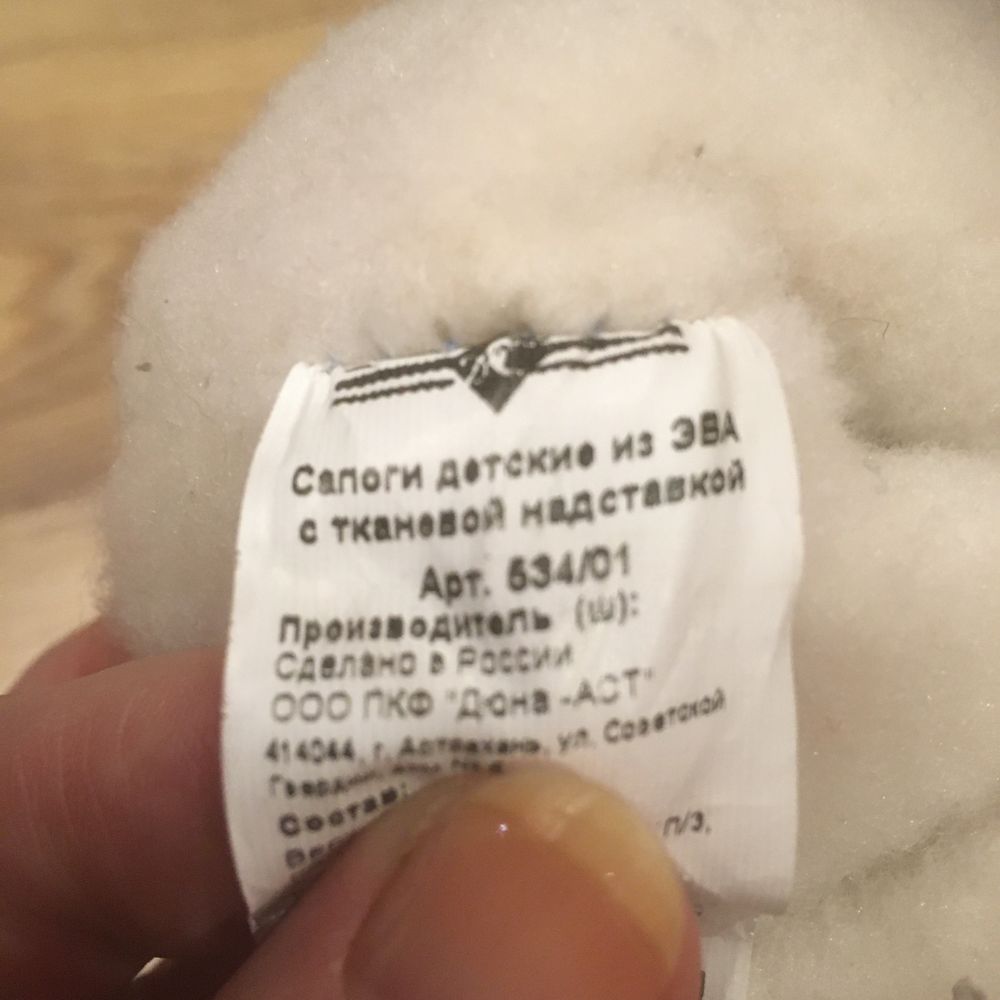 Сапоги детские из ЭВА
с тканевой надставкой
Арт. 534/01
Производитель (ш):
Сделано в России
ООО ПКФ "Дюна -АСТ"
414044, г. Астрахань, ул. Советской
Состав:
П/З,